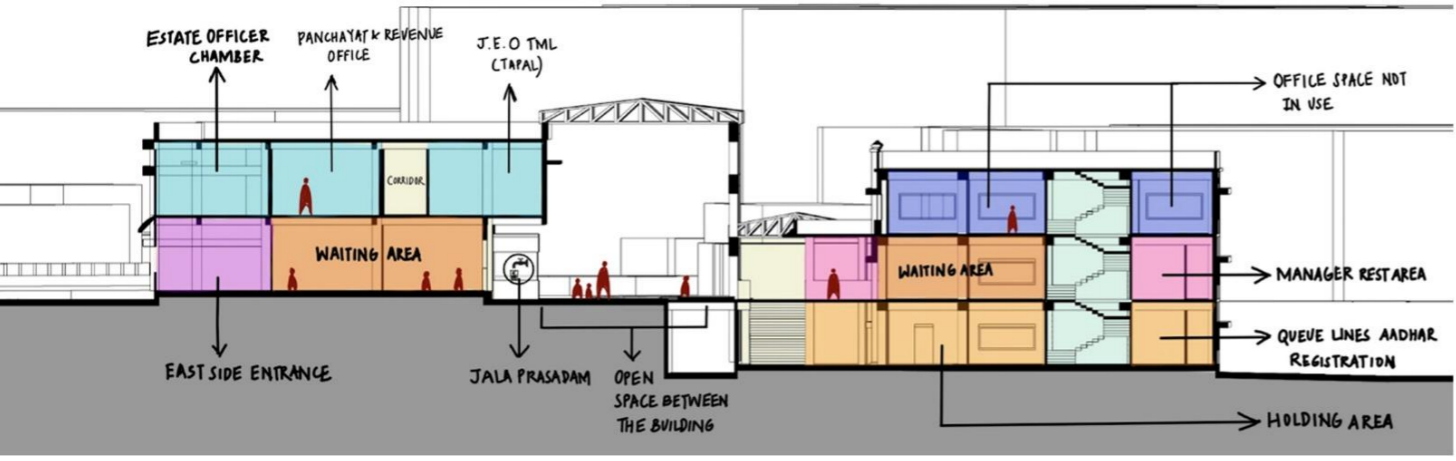 ESTATE OFFICER
CHAMBER
PANCHAYAT & REVENUE
OFFICE
J.E.O TML
(TAPAL)
OFFICE SPACE NOT
IN USE
CORRIDOR
WAITING AREA
WAITING AREA
MANAGER REST AREA
QUEUE LINES AADHAR
REGISTRATION
EAST SIDE ENTRANCE
JALA PRASADAM
OPEN
SPACE BETWEEN
THE BUILDING
HOLDING AREA